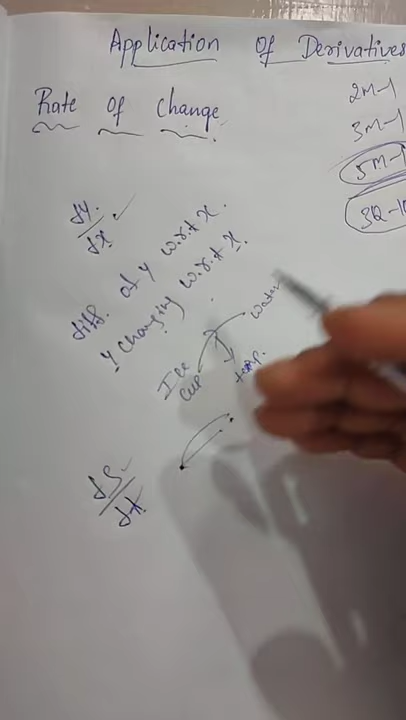 Application Of Derivatives
Rate Of Change
2M-1
3M-1
5M-1
dy/dx
diff. of y w.r.t x.
y changing w.r.t x.
Water
Ice
Cup
temp.
ds/dt